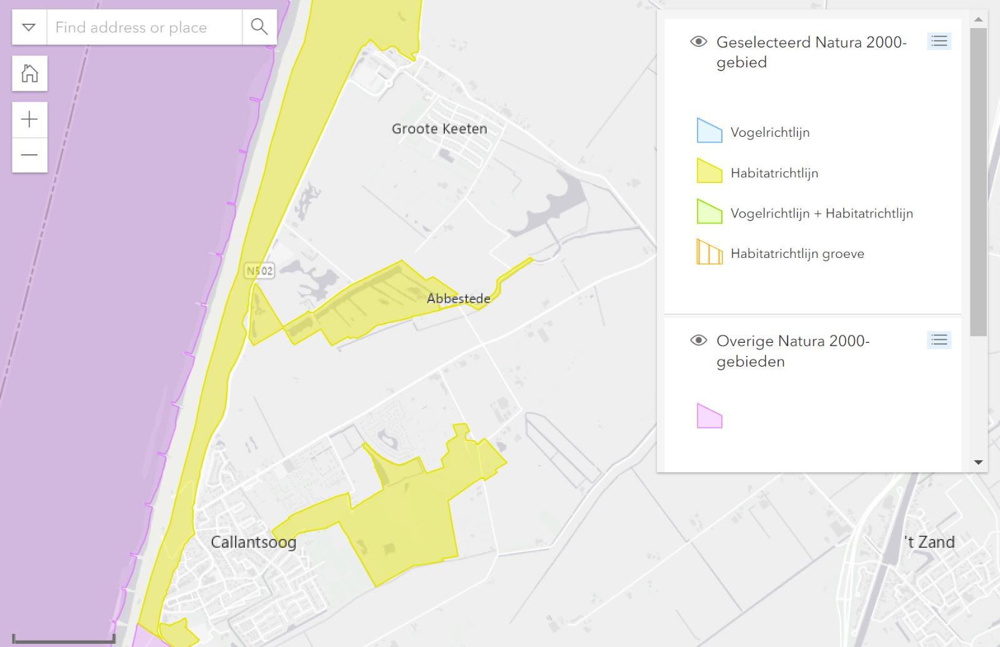 Find address or place
Geselecteerd Natura 2000-
gebied
Vogelrichtlijn
Habitatrichtlijn
Vogelrichtlijn + Habitatrichtlijn
Habitatrichtlijn groeve
Overige Natura 2000-
gebieden
Groote Keeten
N502
Abbestede
Callantsoog
't Zand